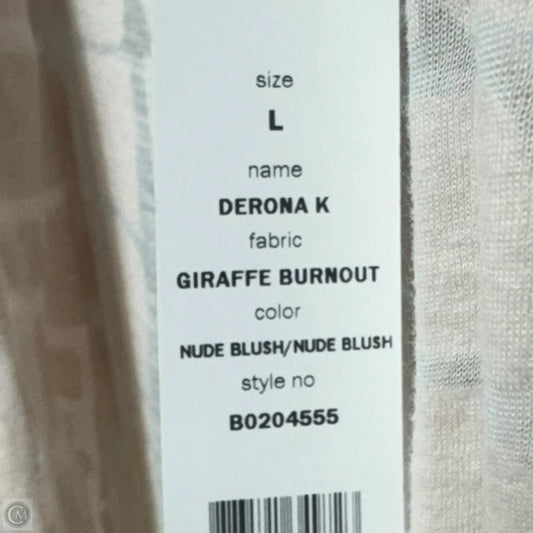 size
L
name
DERONA K
fabric
GIRAFFE BURNOUT
color
NUDE BLUSH/NUDE BLUSH
style no
B0204555